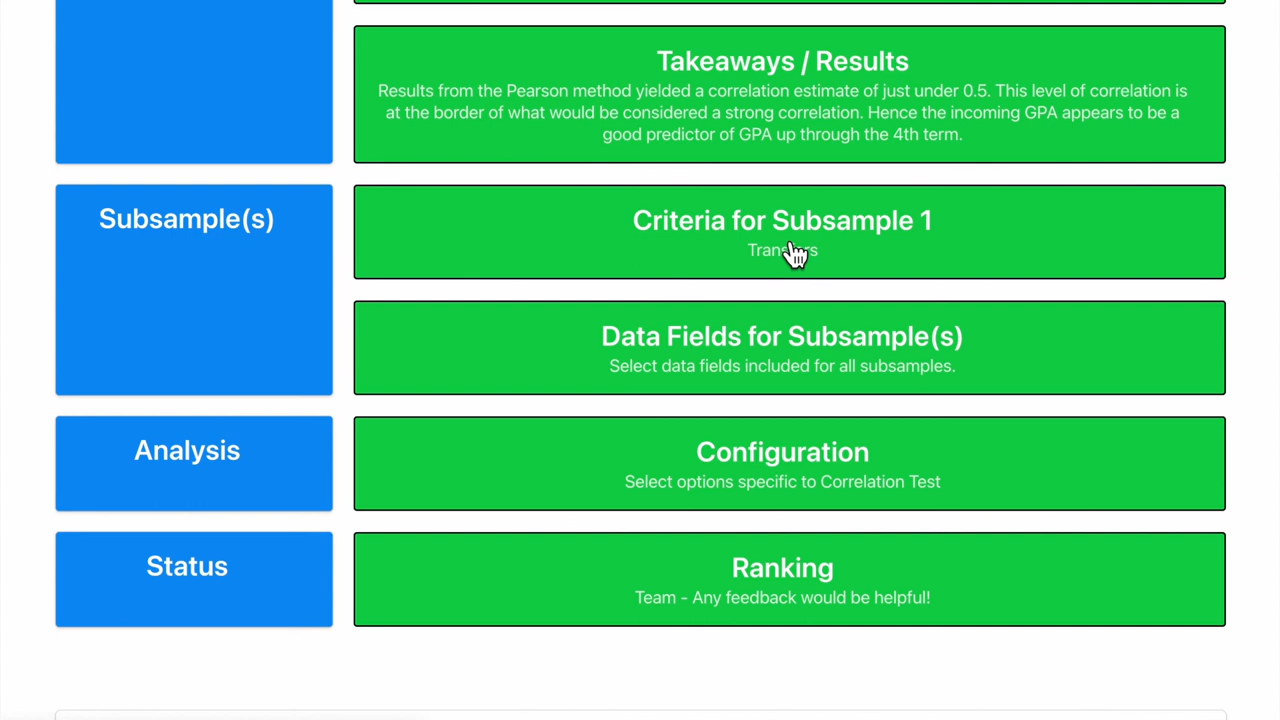 Takeaways / Results
Results from the Pearson method yielded a correlation estimate of just under 0.5. This level of correlation is
at the border of what would be considered a strong correlation. Hence the incoming GPA appears to be a
good predictor of GPA up through the 4th term.
Subsample(s)
Criteria for Subsample 1
Data Fields for Subsample(s)
Select data fields included for all subsamples.
Analysis
Configuration
Select options specific to Correlation Test
Status
Ranking
Team - Any feedback would be helpful!